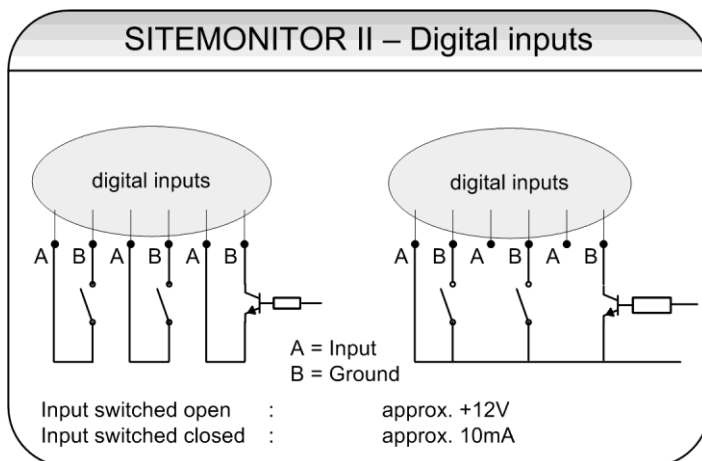 SITEMONITOR II – Digital inputs
digital inputs
digital inputs
A B A B A B
A B A B A B
A = Input
B = Ground
Input switched open : approx. +12V
Input switched closed : approx. 10mA